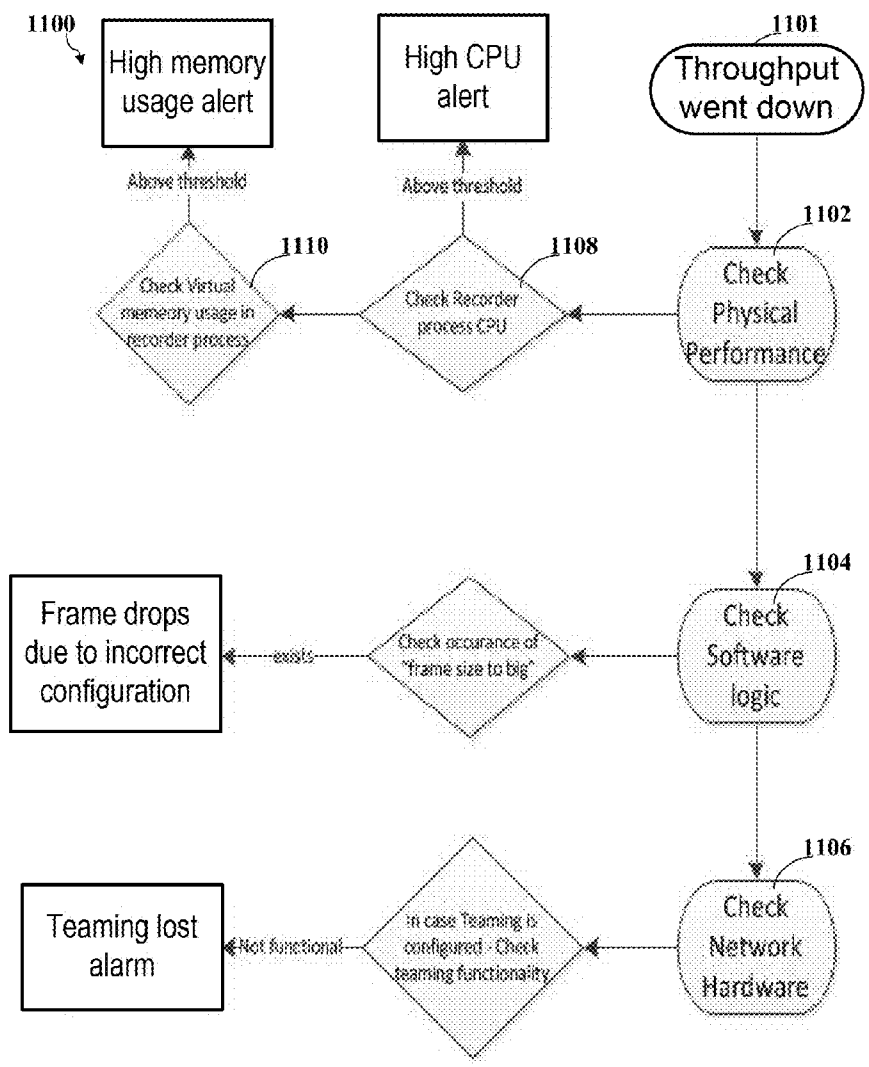 1100
High memory
usage alert
High CPU
alert
1101
Throughput
went down
Above threshold
Above threshold
1110
Check Virtual
memeory usage in
recorder process
1108
Check Recorder
process CPU
1102
Check
Physical
Performance
Frame drops
due to incorrect
configuration
exists
Check occurance of
"frame size to big"
1104
Check
Software
logic
Teaming lost
alarm
Not functional
In case Teaming is
configured - Check
teaming functionality
1106
Check
Network
Hardware